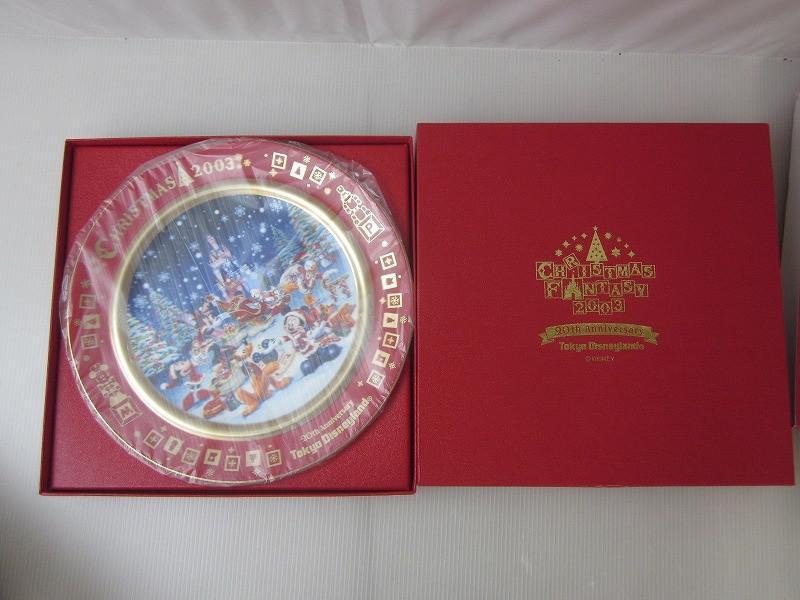 CHRISTMAS 2003
20th Anniversary
Tokyo Disneyland®
CHRISTMAS
FANTASY
2003
20th Anniversary
Tokyo Disneyland®
© DISNEY